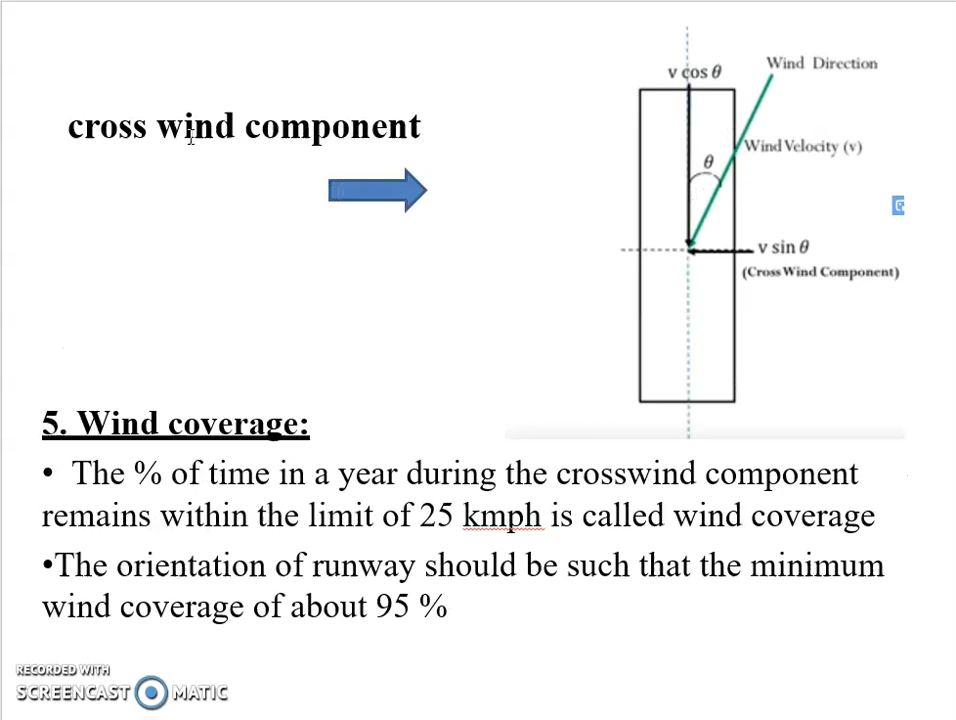 v cos θ
Wind Direction
cross wind component
Wind Velocity (v)
θ
v sin θ
(Cross Wind Component)
5. Wind coverage:
• The % of time in a year during the crosswind component
remains within the limit of 25 kmph is called wind coverage
•The orientation of runway should be such that the minimum
wind coverage of about 95 %
RECORDED WITH
SCREENCAST MATIC